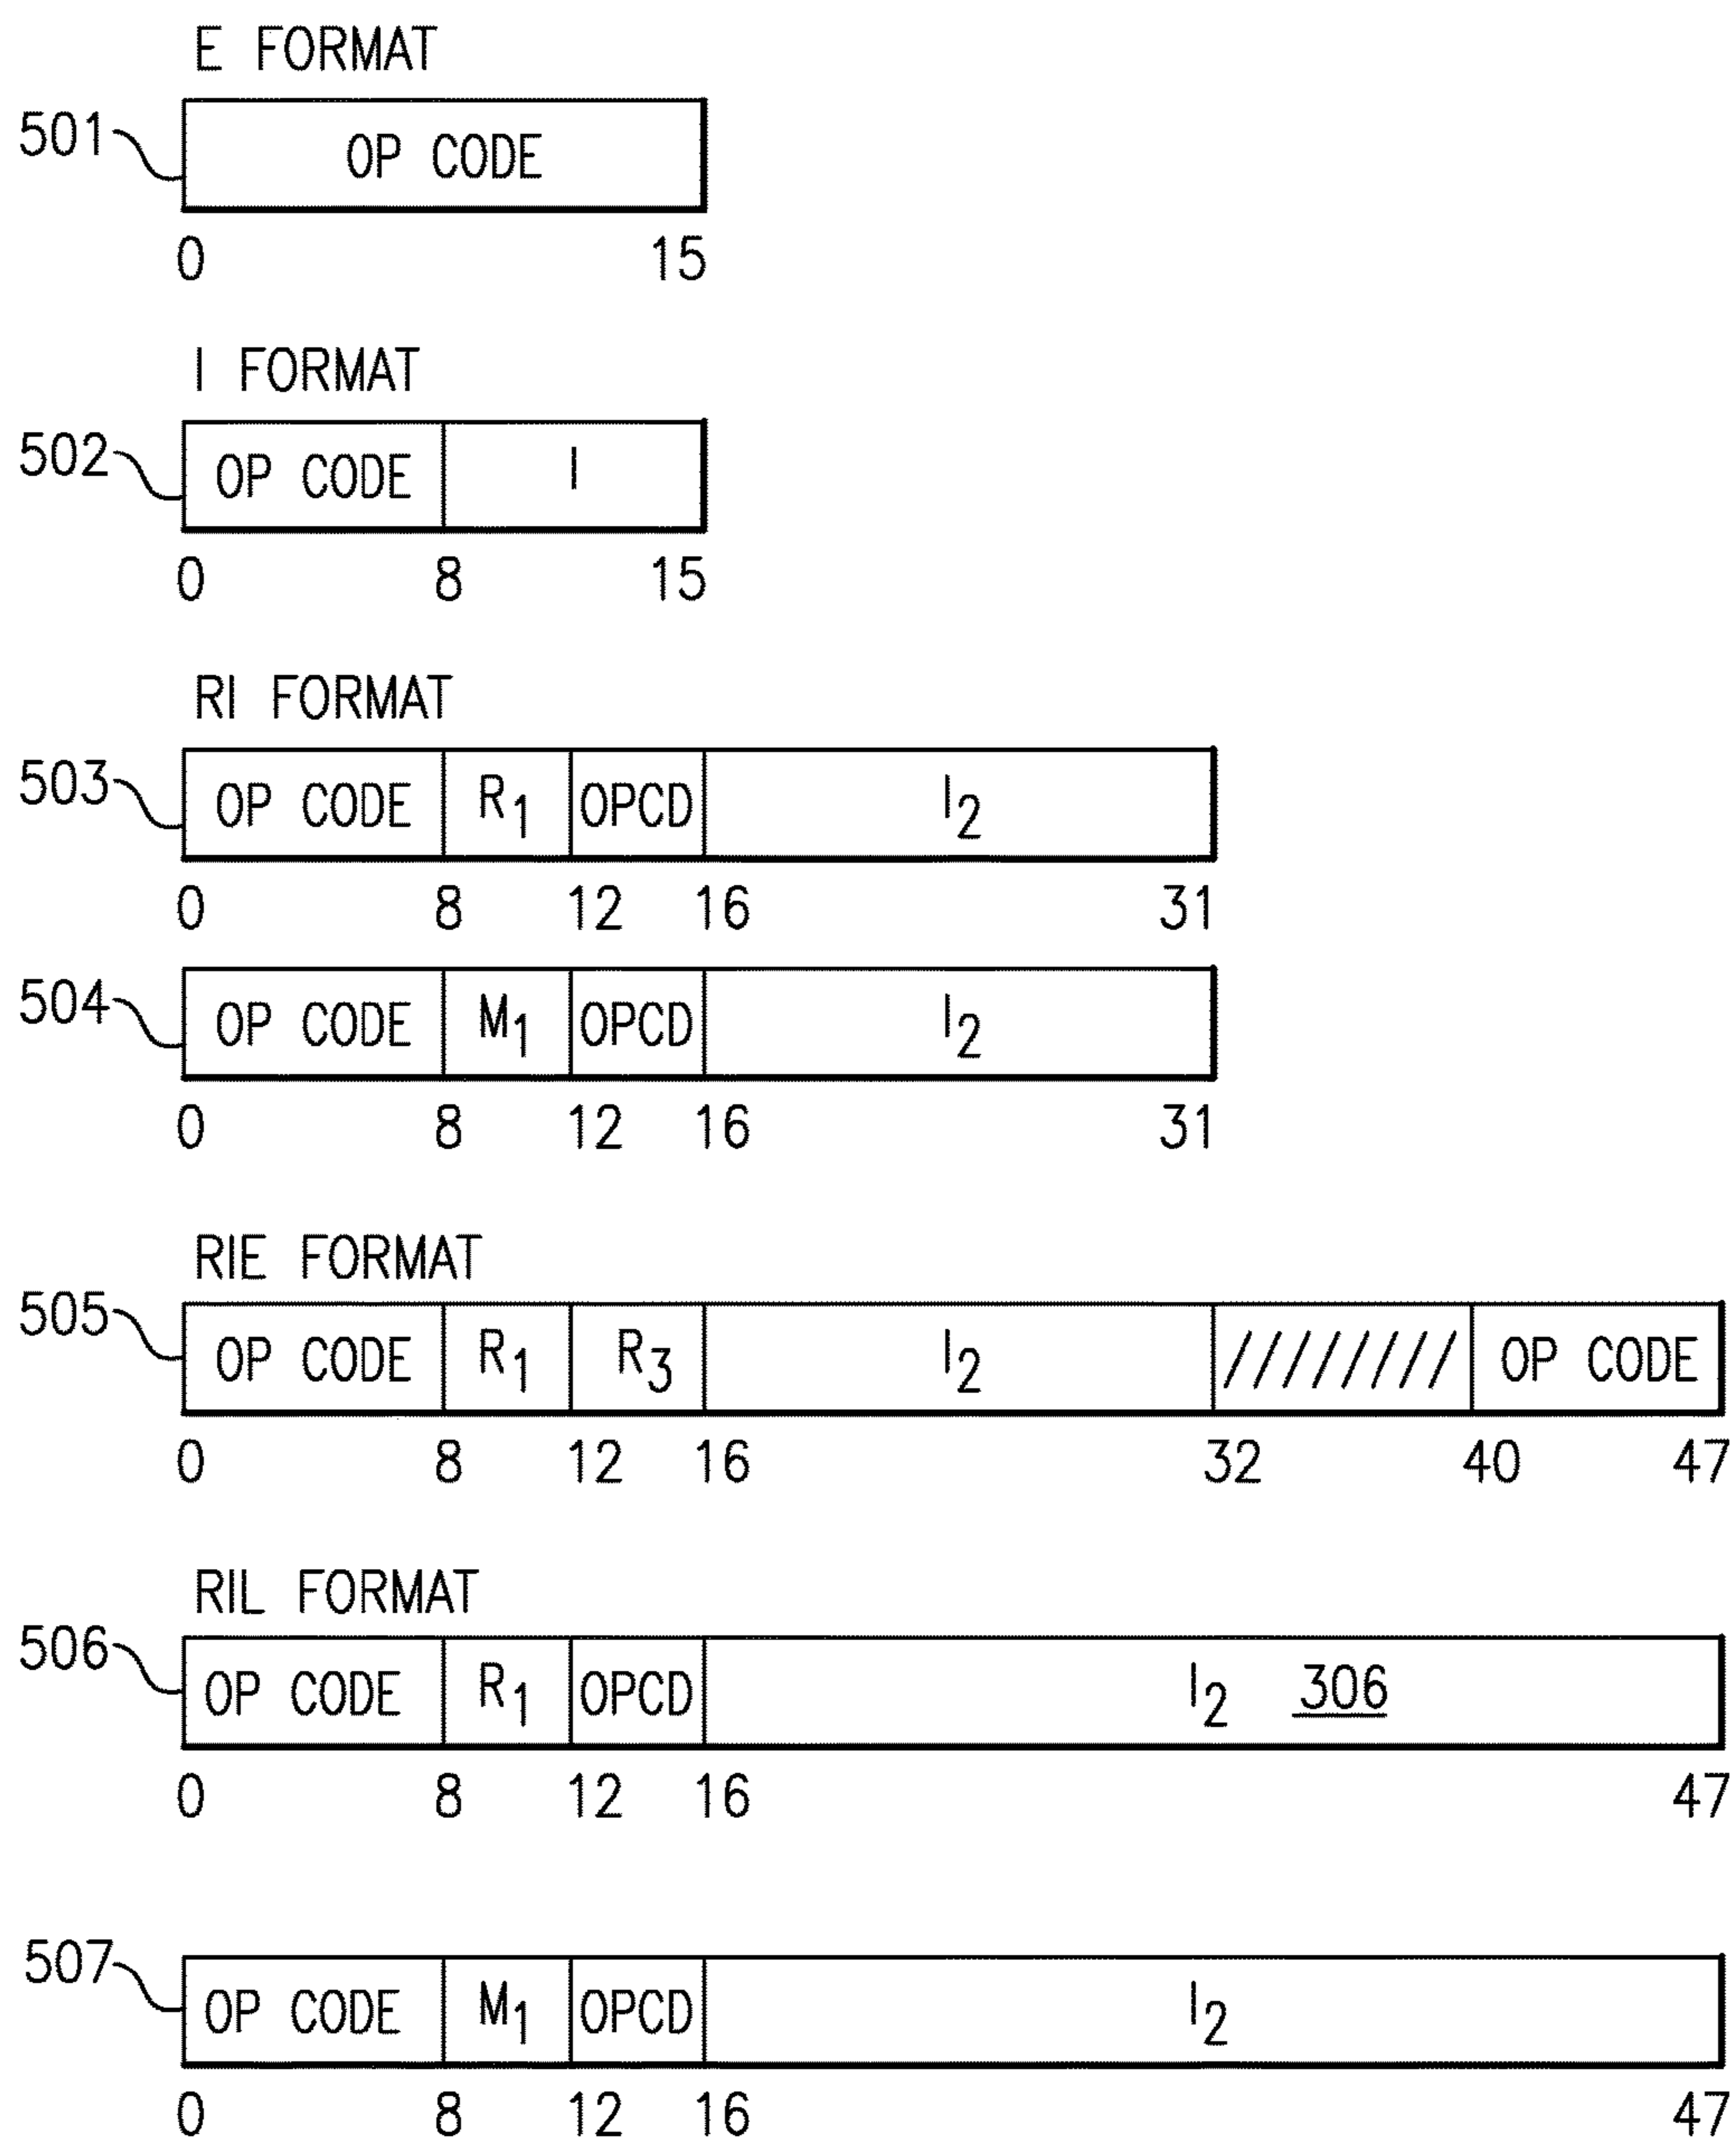 E FORMAT
501 OP CODE
0 15
I FORMAT
502 OP CODE I
0 8 15
RI FORMAT
503 OP CODE R1 OPCD I2
0 8 12 16 31
504 OP CODE M1 OPCD I2
0 8 12 16 31
RIE FORMAT
505 OP CODE R1 R3 I2 //////// OP CODE
0 8 12 16 32 40 47
RIL FORMAT
506 OP CODE R1 OPCD I2 306
0 8 12 16 47
507 OP CODE M1 OPCD I2
0 8 12 16 47